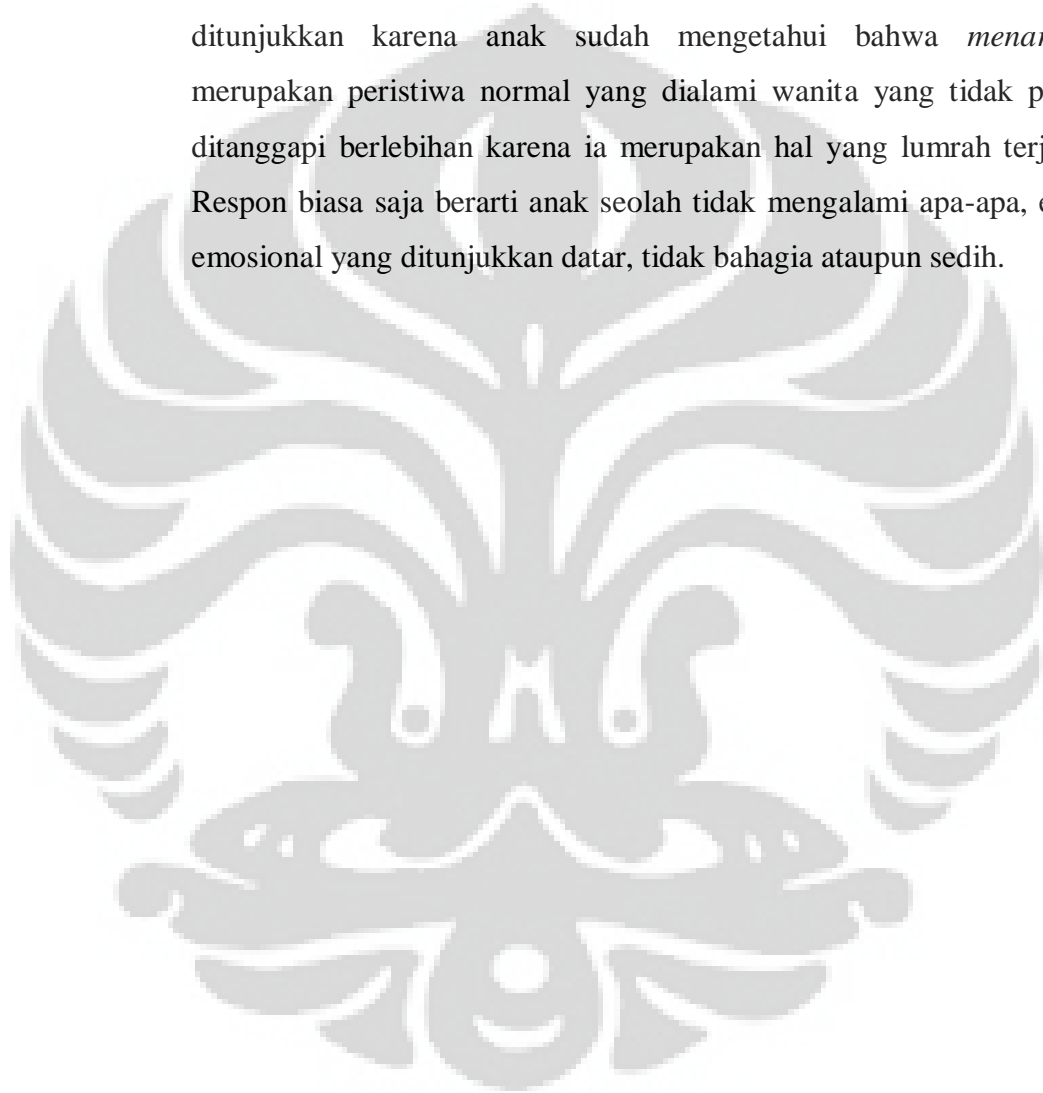 ditunjukkan karena anak sudah mengetahui bahwa
merupakan peristiwa normal yang dialami wanita yang tidak
ditanggapi berlebihan karena ia merupakan hal yang lumrah
Respon biasa saja berarti anak seolah tidak mengalami apa-apa,
emosional yang ditunjukkan datar, tidak bahagia ataupun sedih.